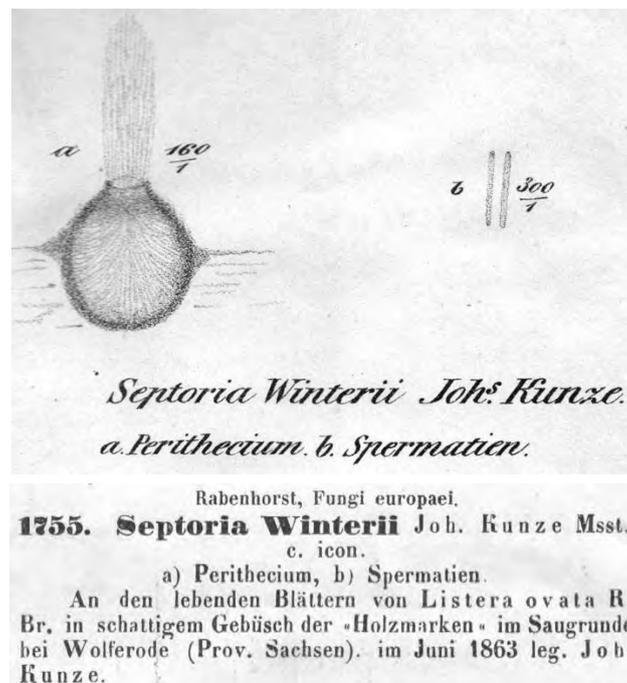 a 160/1
b 300/1
Septoria Winterii Johs. Kunze.
a. Perithecium. b. Spermatien.
Rabenhorst, Fungi europaei.
1755. Septoria Winterii Joh. Kunze Msst.
c. icon.
a) Perithecium, b) Spermatien.
An den lebenden Blättern von Listera ovata R
Br. in schattigem Gebüsch der "Holzmarken" im Saugrunde
bei Wolferode (Prov. Sachsen). im Juni 1863 leg. Joh
Kunze.